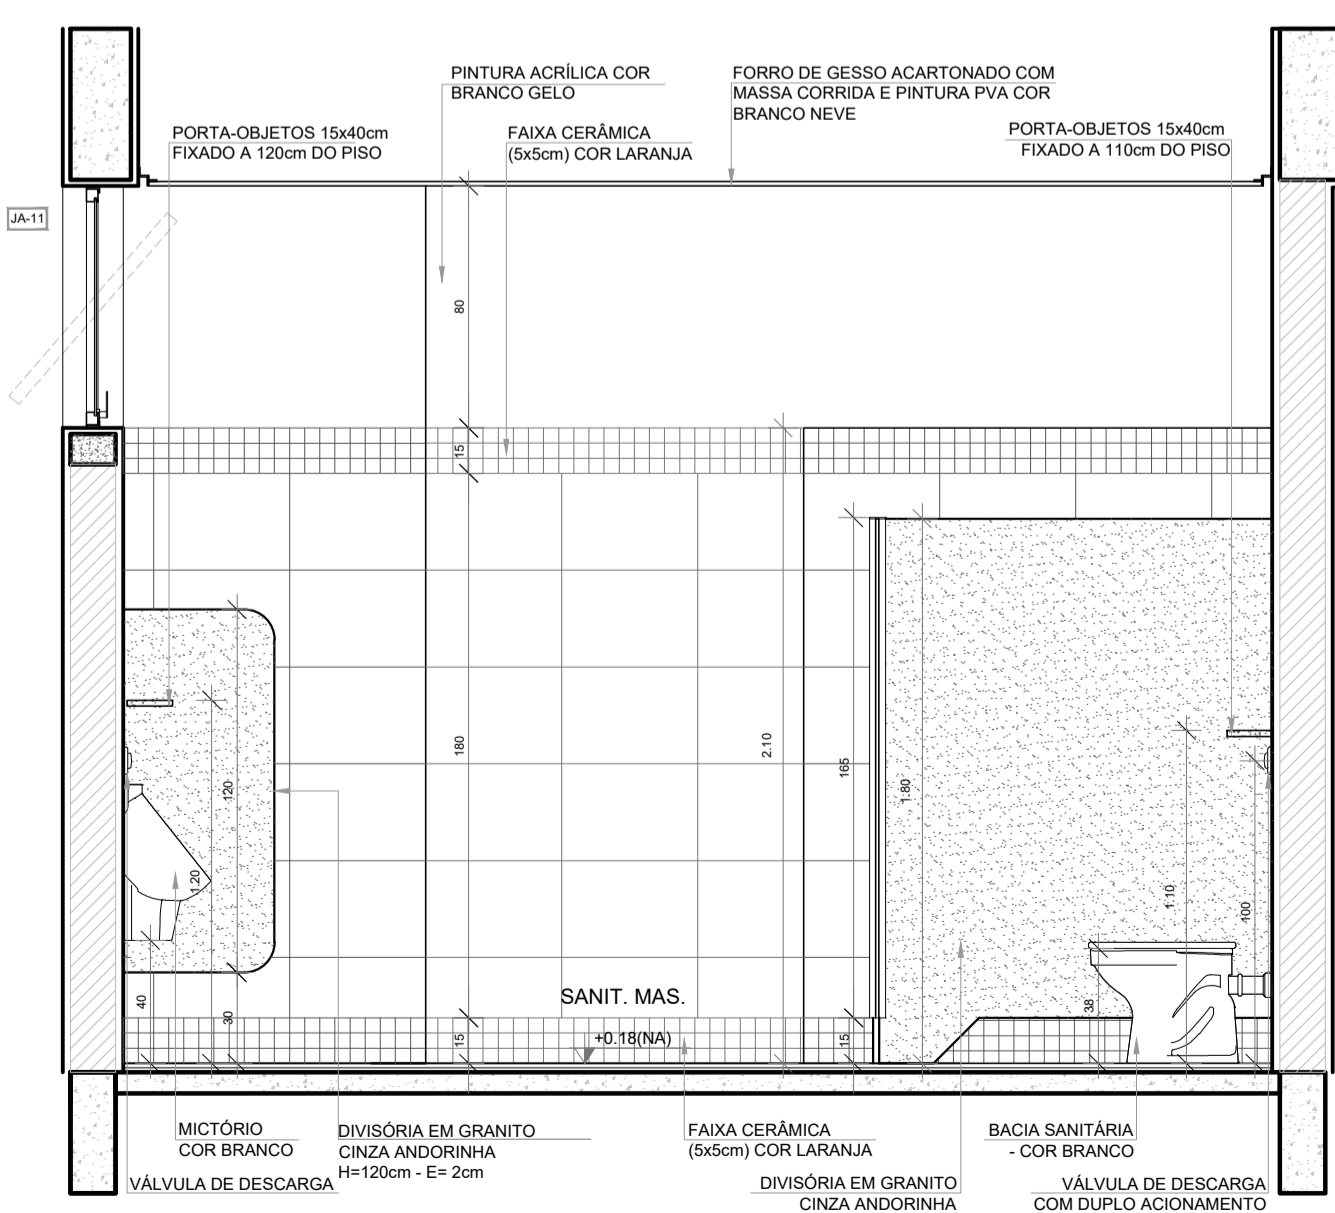 PINTURA ACRÍLICA COR
BRANCO GELO
FORRO DE GESSO ACARTONADO COM
MASSA CORRIDA E PINTURA PVA COR
BRANCO NEVE
PORTA-OBJETOS 15x40cm
FIXADO A 120cm DO PISO
FAIXA CERÂMICA
(5x5cm) COR LARANJA
PORTA-OBJETOS 15x40cm
FIXADO A 110cm DO PISO
JA-11
80
15
180
2.10
165
1.80
120
1.20
1.10
100
40
30
38
SANIT. MAS.
+0.18(NA)
15
15
MICTÓRIO
COR BRANCO
VÁLVULA DE DESCARGA
DIVISÓRIA EM GRANITO
CINZA ANDORINHA
H=120cm - E= 2cm
FAIXA CERÂMICA
(5x5cm) COR LARANJA
DIVISÓRIA EM GRANITO
CINZA ANDORINHA
BACIA SANITÁRIA
- COR BRANCO
VÁLVULA DE DESCARGA
COM DUPLO ACIONAMENTO